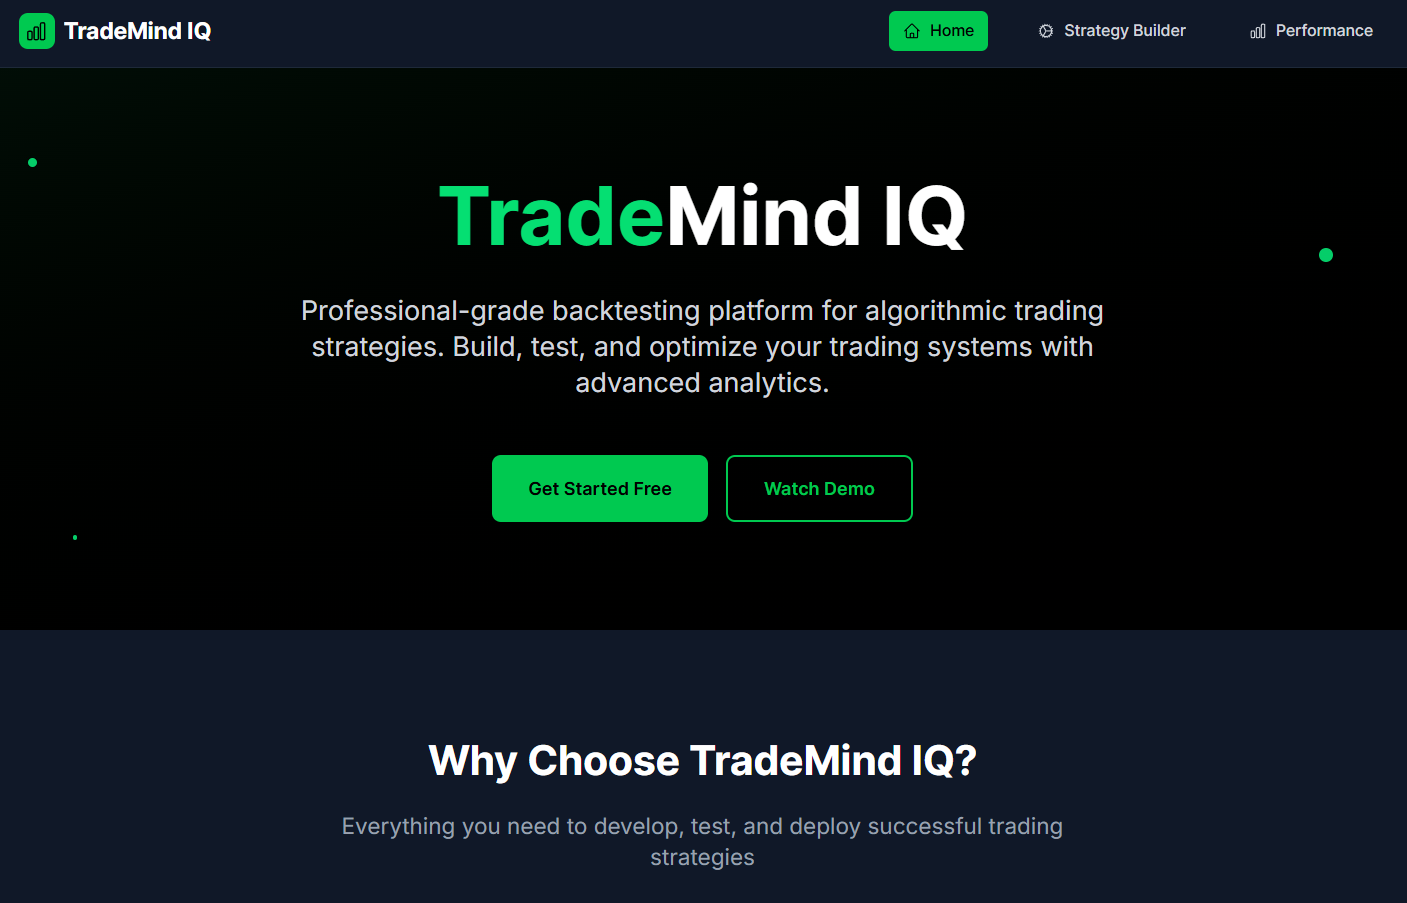 TradeMind IQ
Home
Strategy Builder
Performance
TradeMind IQ
Professional-grade backtesting platform for algorithmic trading
strategies. Build, test, and optimize your trading systems with
advanced analytics.
Get Started Free
Watch Demo
Why Choose TradeMind IQ?
Everything you need to develop, test, and deploy successful trading
strategies